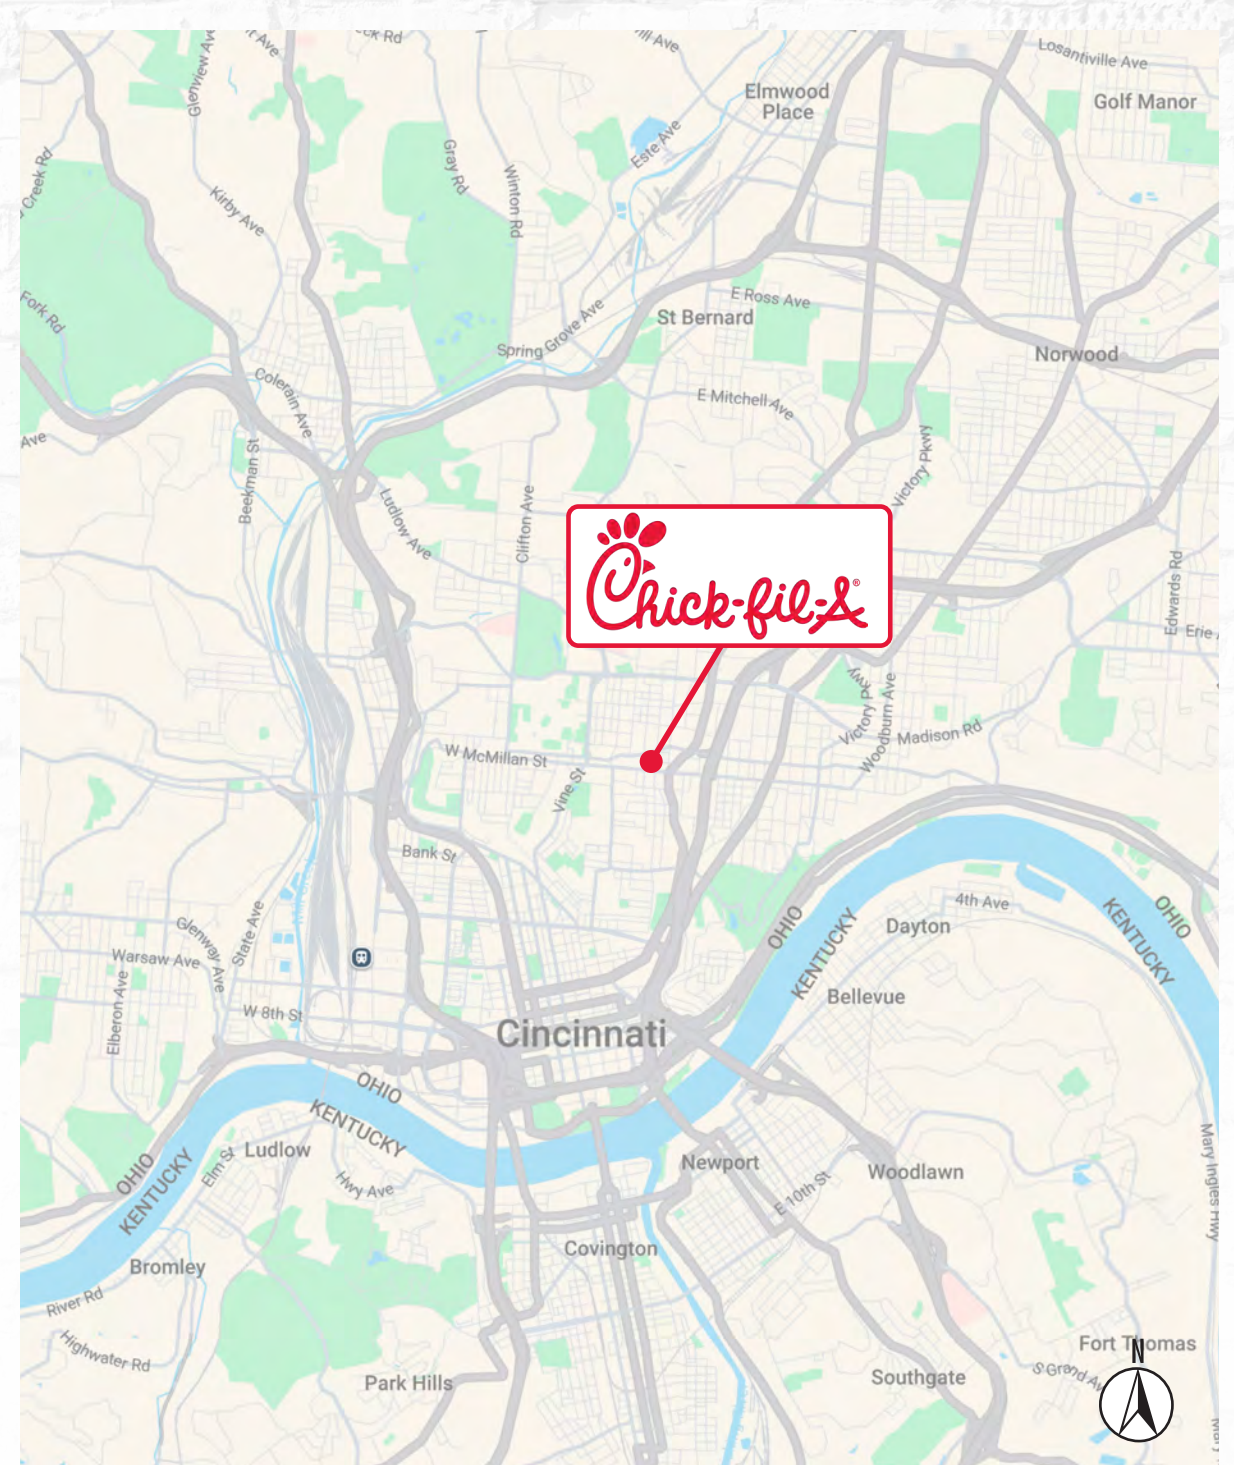 Losantiville Ave
Elmwood
Place
Golf Manor
Glenview Ave
Este Ave
Gray Rd
Winton Rd
Creek Rd
Kirby Ave
Fork Rd
E Ross Ave
St Bernard
Spring Grove Ave
Norwood
Colerain Ave
E Mitchell Ave
Ave
Beekman St
Victory Pkwy
Ludlow Ave
Clifton Ave
Chick-fil-A®
Edwards Rd
Erie
Victory Pkwy
Woodburn Ave
Madison Rd
W McMillan St
Vine St
Bank St
4th Ave
OHIO
KENTUCKY
Dayton
OHIO
KENTUCKY
Glenway Ave
State Ave
Warsaw Ave
Elberon Ave
Bellevue
W 8th St
Cincinnati
OHIO
KENTUCKY
Ludlow
Elm St
OHIO
KENTUCKY
Hwy Ave
Newport
Woodlawn
E 10th St
Mary Ingles Hwy
Covington
Bromley
River Rd
Highwater Rd
Fort Thomas
N
S Grand Av
Park Hills
Southgate